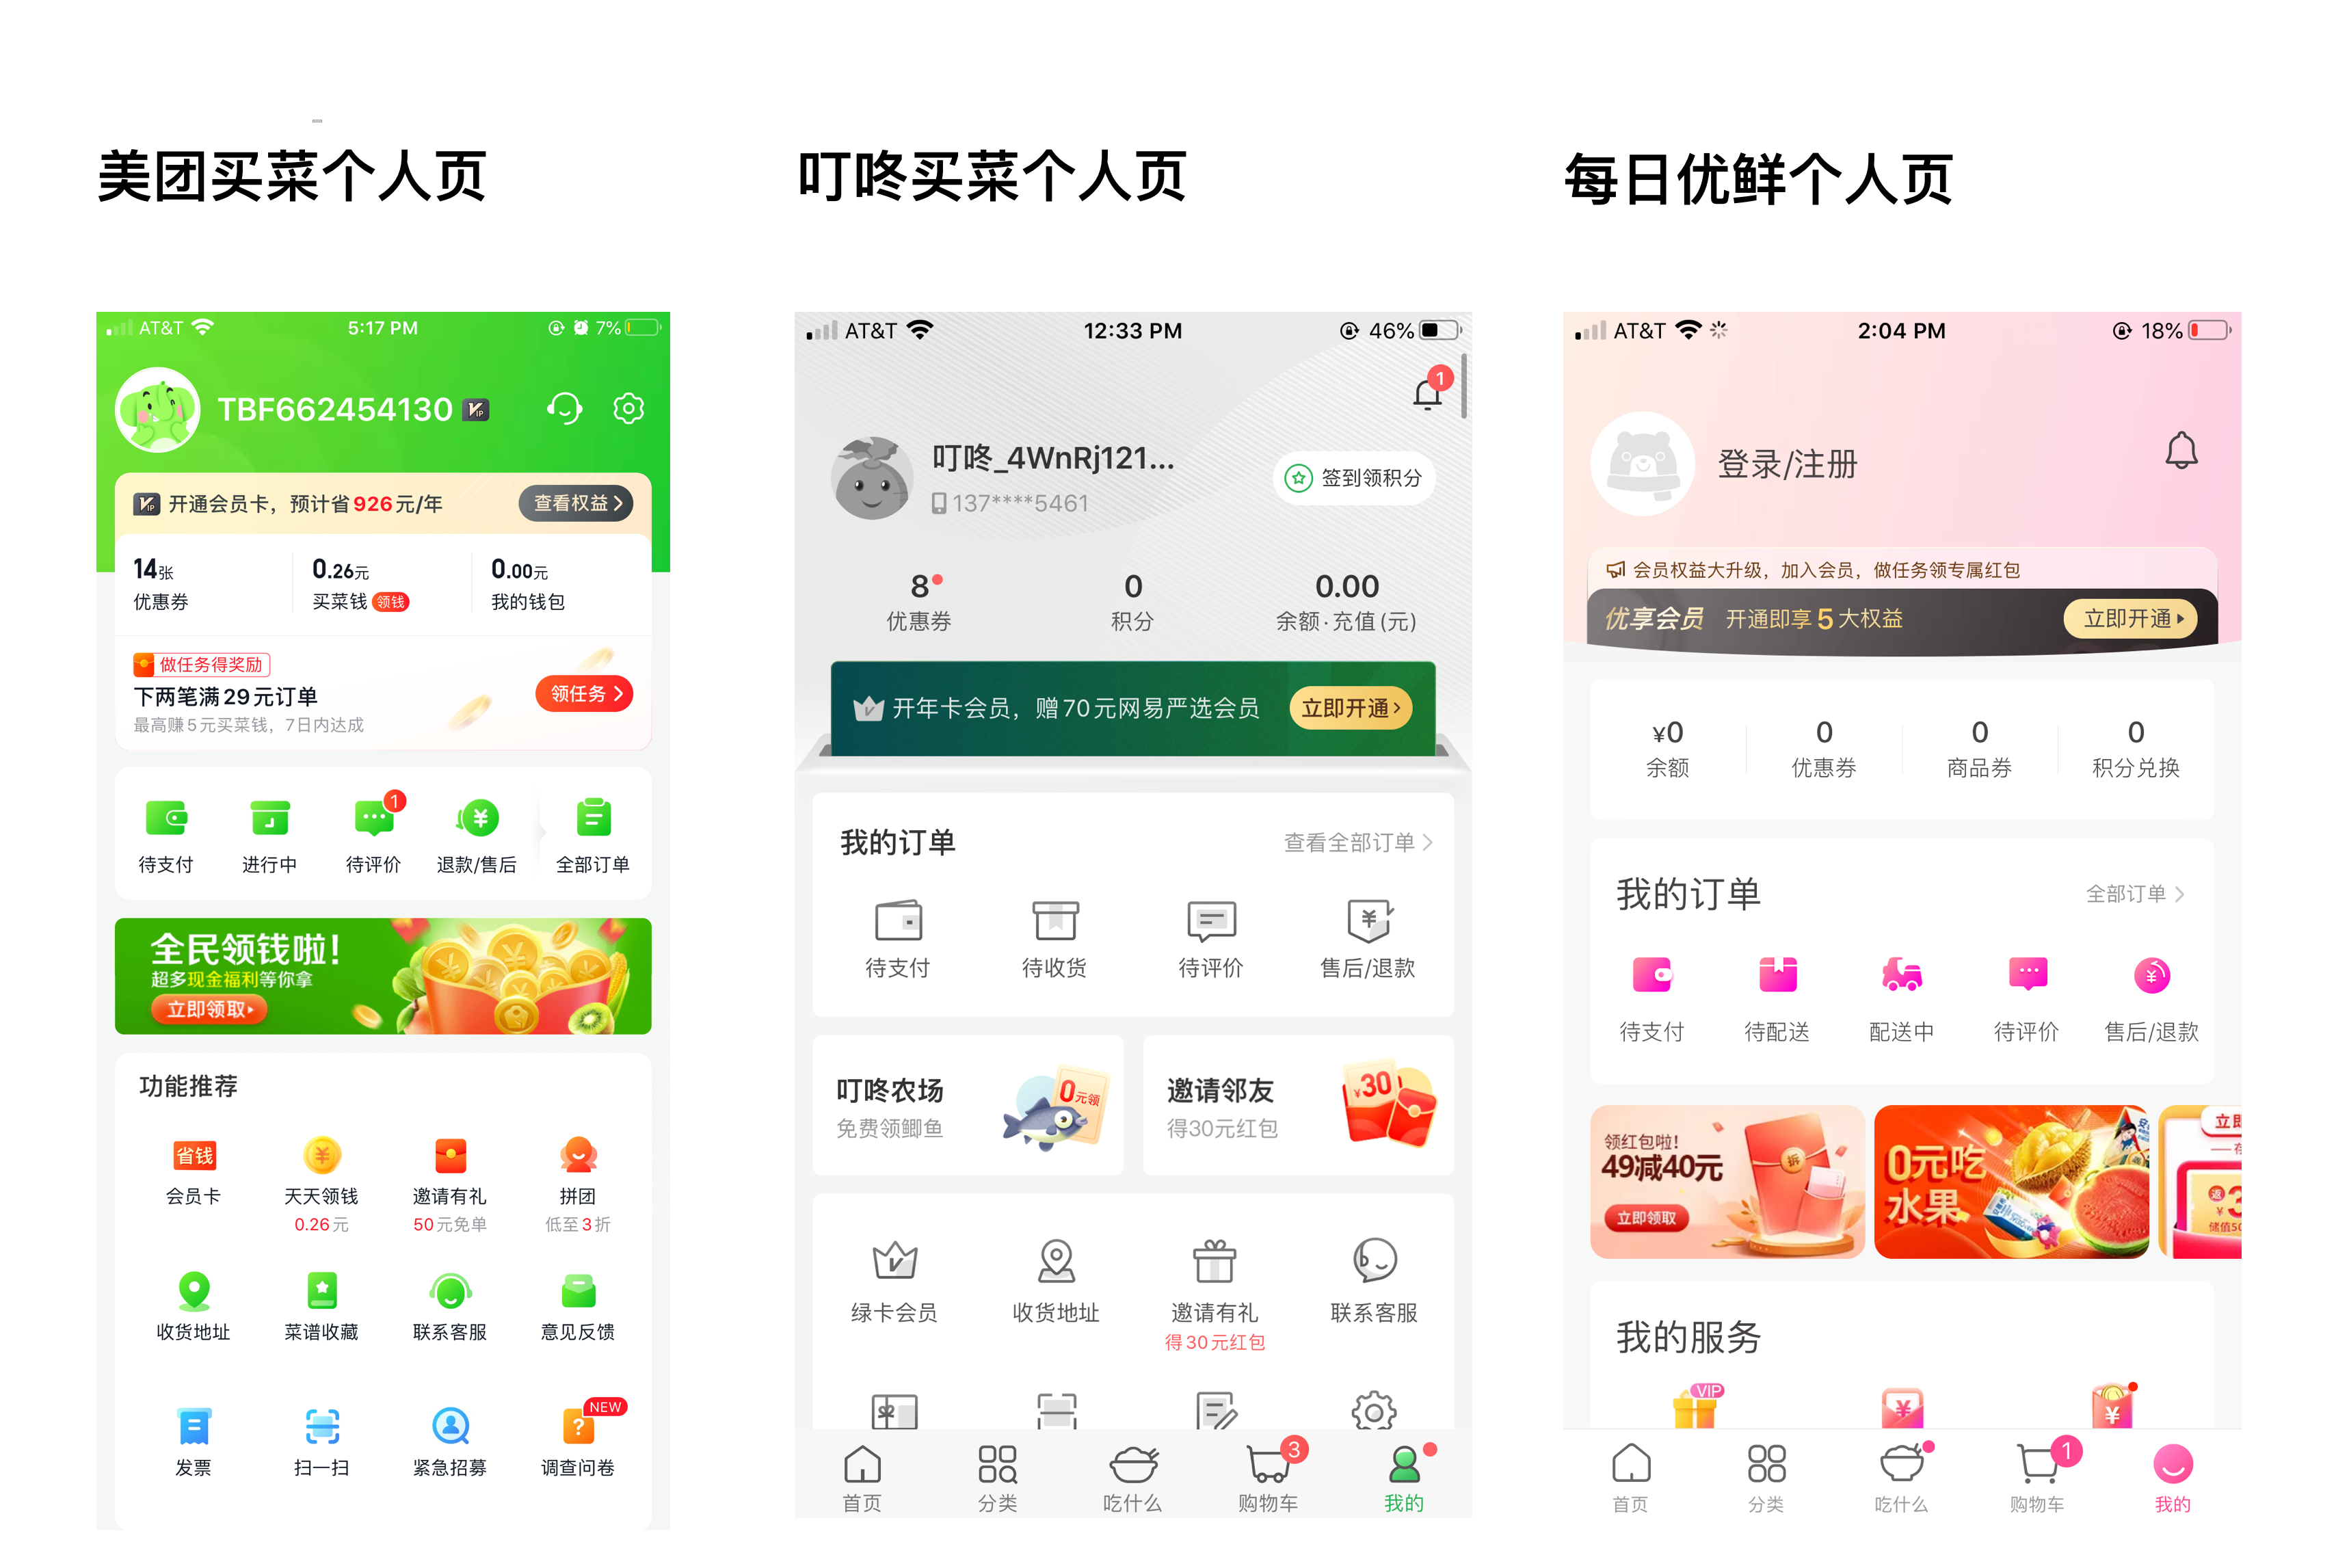 美团买菜个人页
AT&T 5:17 PM 7%
TBF662454130 VIP
VIP 开通会员卡，预计省926元/年 查看权益
14张 0.26元 0.00元
优惠券 买菜钱 领钱 我的钱包
做任务得奖励
下两笔满29元订单 领任务
最高赚5元买菜钱，7日内达成
1
待支付 进行中 待评价 退款/售后 全部订单
全民领钱啦！
超多现金福利等你拿
立即领取
功能推荐
省钱
会员卡 天天领钱 邀请有礼 拼团
0.26元 50元免单 低至3折
收货地址 菜谱收藏 联系客服 意见反馈
NEW
发票 扫一扫 紧急招募 调查问卷
叮咚买菜个人页
AT&T 12:33 PM 46%
1
叮咚_4WnRj121...
137****5461
签到领积分
8 0 0.00
优惠券 积分 余额·充值(元)
开年卡会员，赠70元网易严选会员 立即开通
我的订单 查看全部订单
待支付 待收货 待评价 售后/退款
叮咚农场 0元领 邀请邻友 ¥30
免费领鲫鱼 得30元红包
绿卡会员 收货地址 邀请有礼 联系客服
得30元红包
3
首页 分类 吃什么 购物车 我的
每日优鲜个人页
AT&T 2:04 PM 18%
登录/注册
会员权益大升级，加入会员，做任务领专属红包
优享会员 开通即享5大权益 立即开通
¥0 0 0 0
余额 优惠券 商品券 积分兑换
我的订单 全部订单
待支付 待配送 配送中 待评价 售后/退款
领红包啦！
49减40元
拆
立即领取
0元吃
水果
我的服务
VIP
1
首页 分类 吃什么 购物车 我的